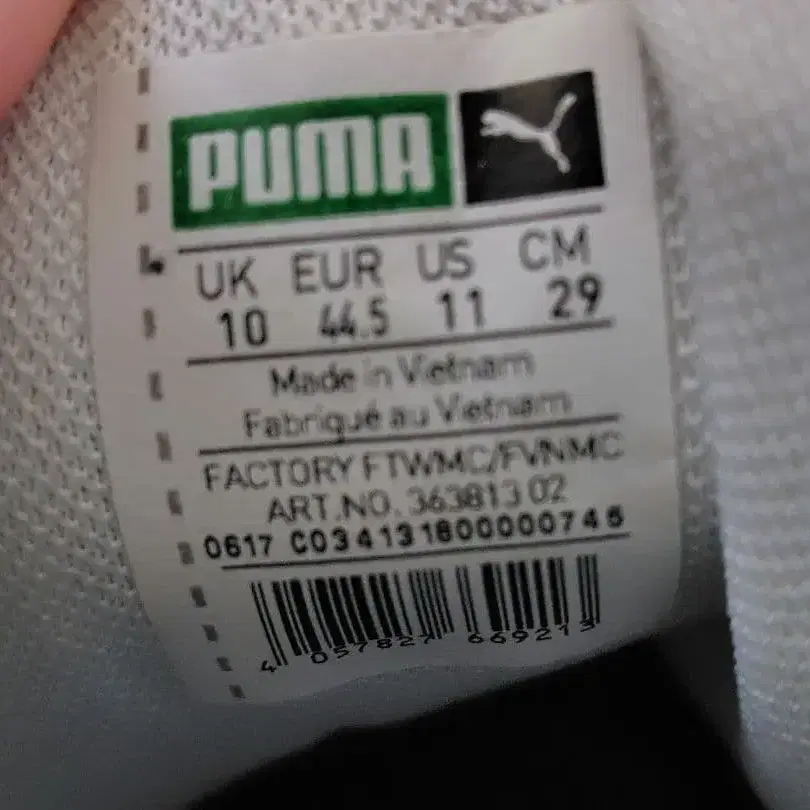 PUMA
UK EUR US CM
10 44.5 11 29
Made in Vietnam
Fabriqué au Vietnam
FACTORY FTWMC/FVNMC
ART.NO. 363813 02
0617 C034131800000746
4 057827 669213